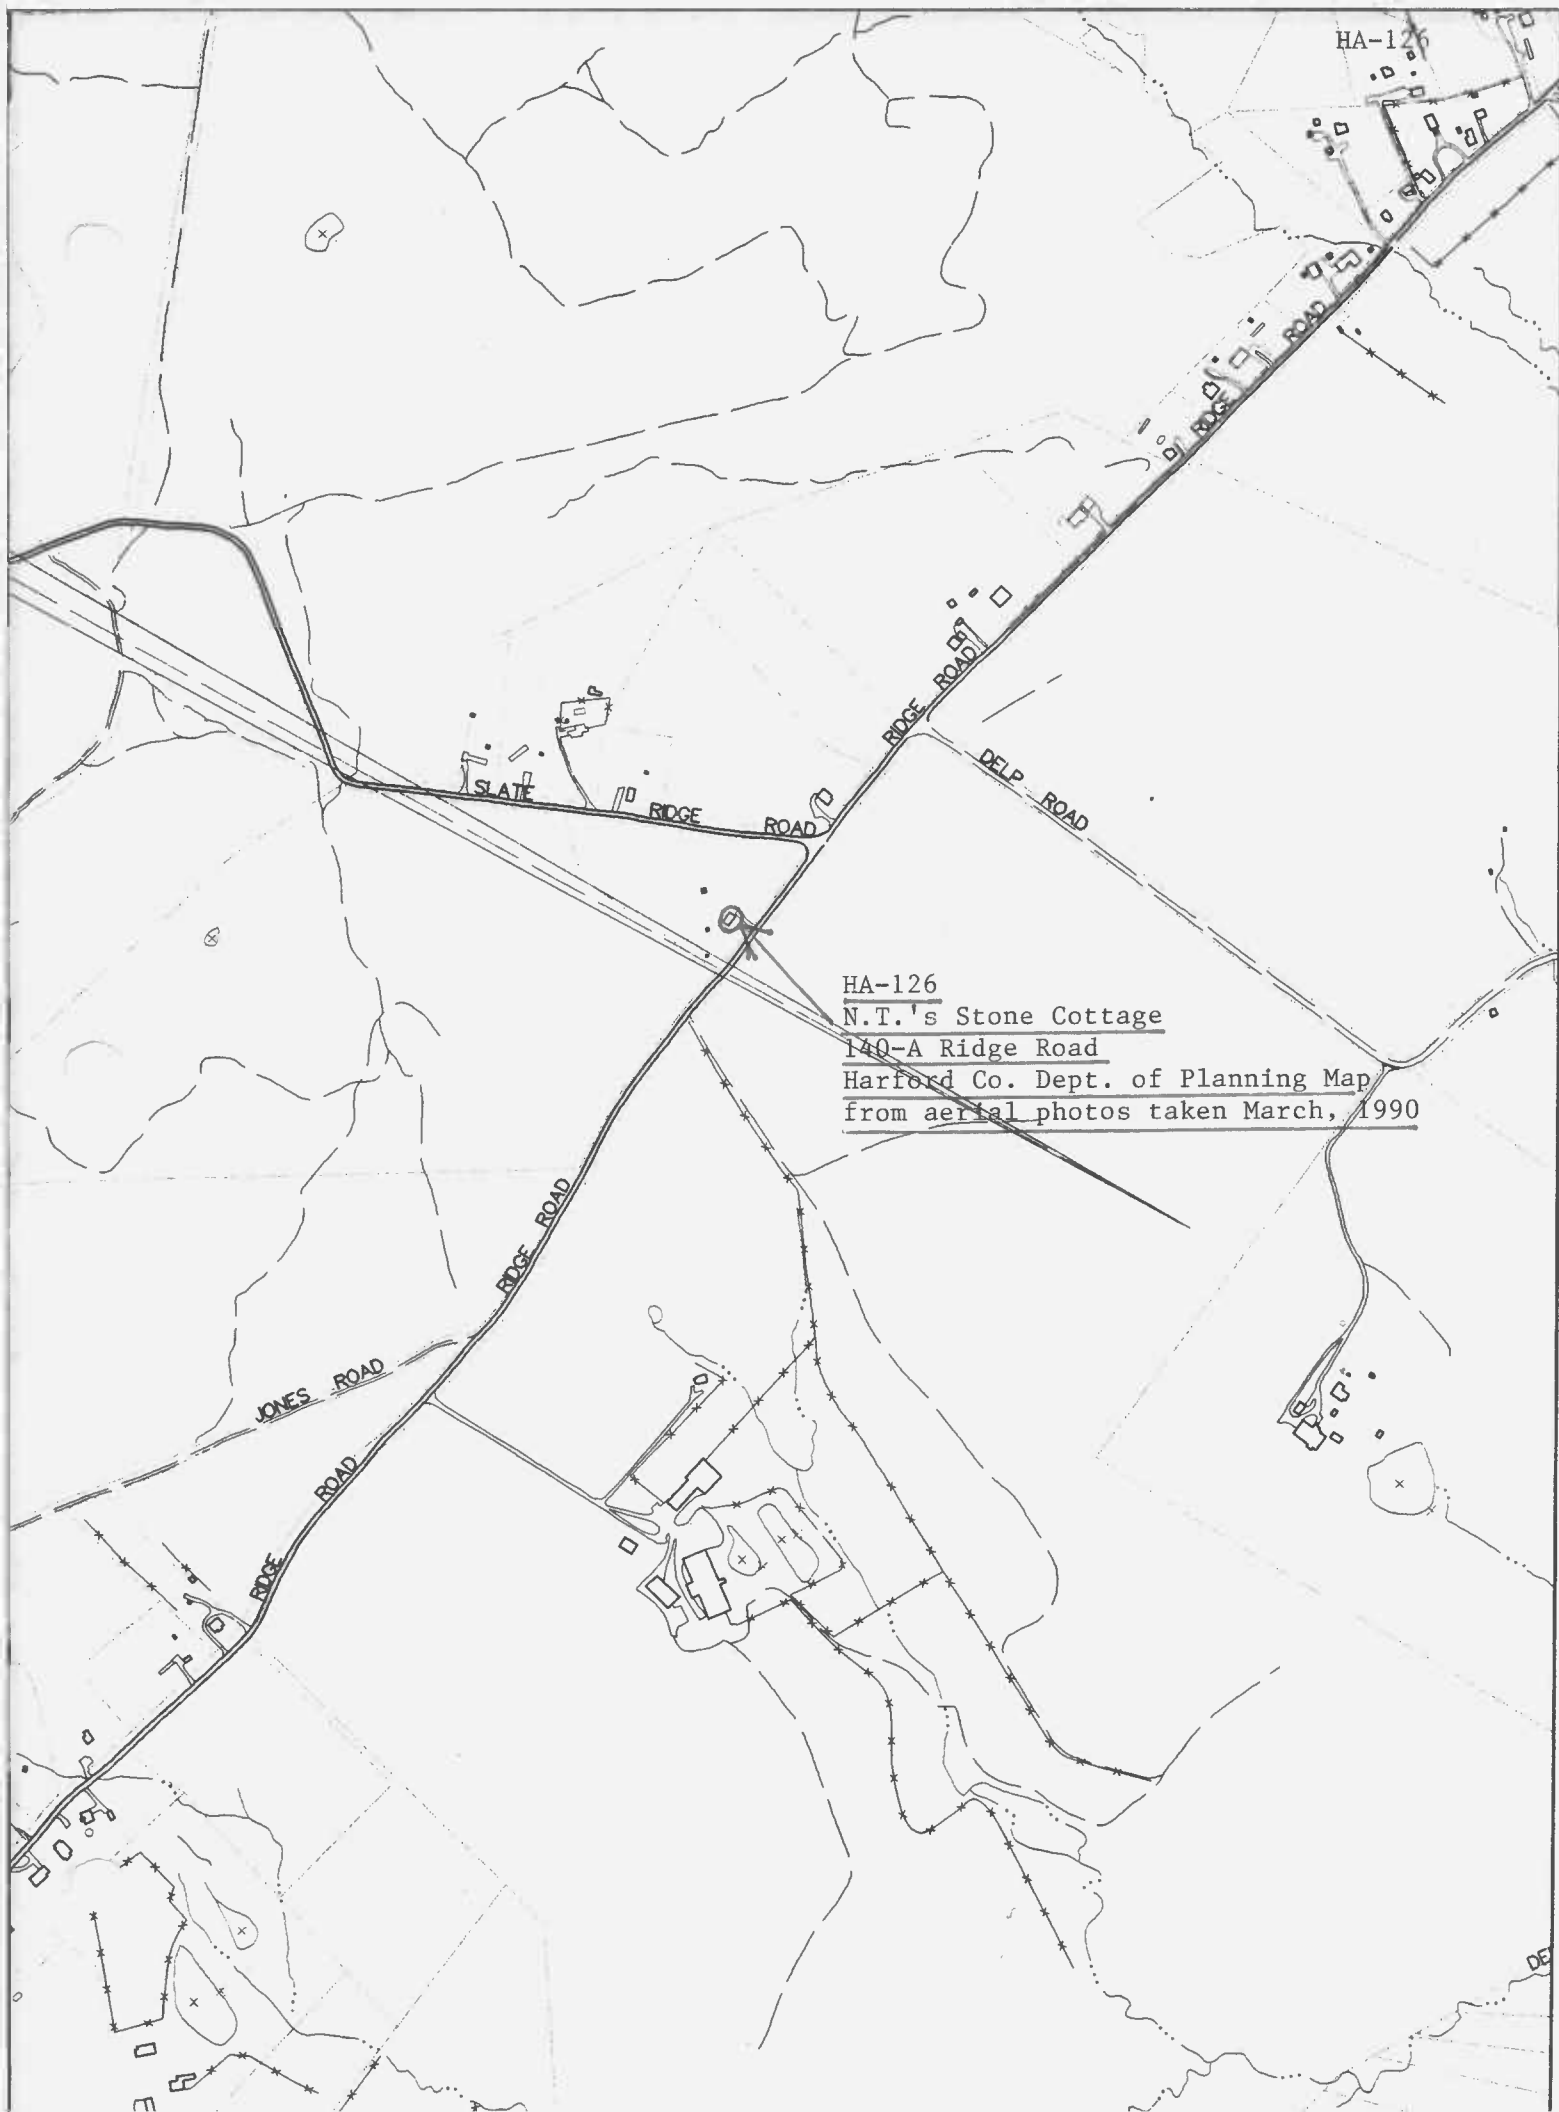 HA-126
RIDGE ROAD
RIDGE ROAD
DELP ROAD
SLATE RIDGE ROAD
HA-126
N.T.'s Stone Cottage
140-A Ridge Road
Harford Co. Dept. of Planning Map
from aerial photos taken March, 1990
RIDGE ROAD
JONES ROAD
RIDGE ROAD